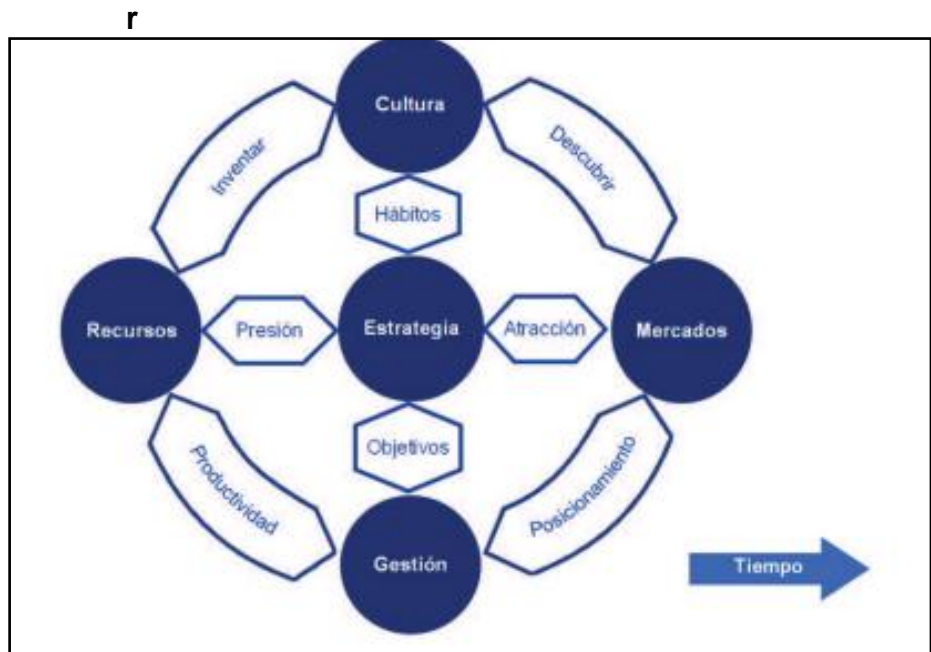 r
Cultura
Inventar
Descubrir
Hábitos
Recursos
Presión
Estrategia
Atracción
Mercados
Objetivos
Productividad
Posicionamiento
Gestión
Tiempo